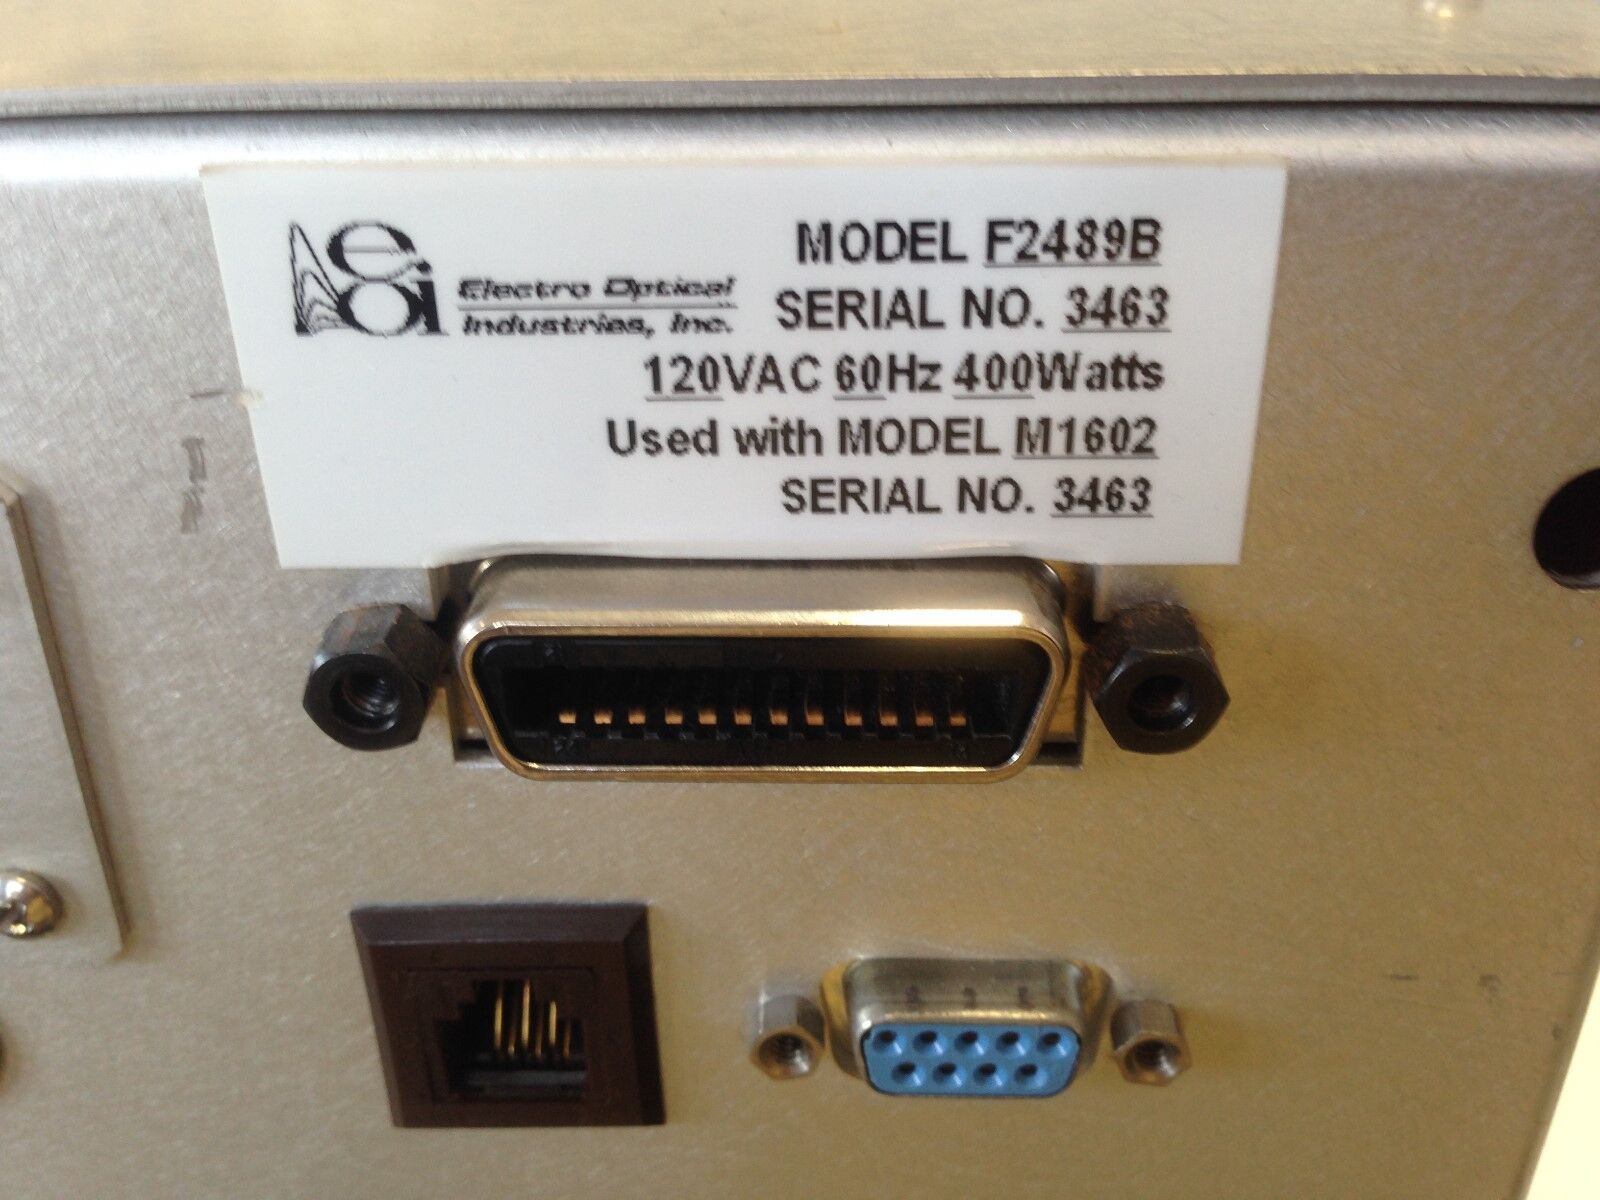 eoi
Electro Optical
Industries, Inc.
MODEL F2489B
SERIAL NO. 3463
120VAC 60Hz 400Watts
Used with MODEL M1602
SERIAL NO. 3463